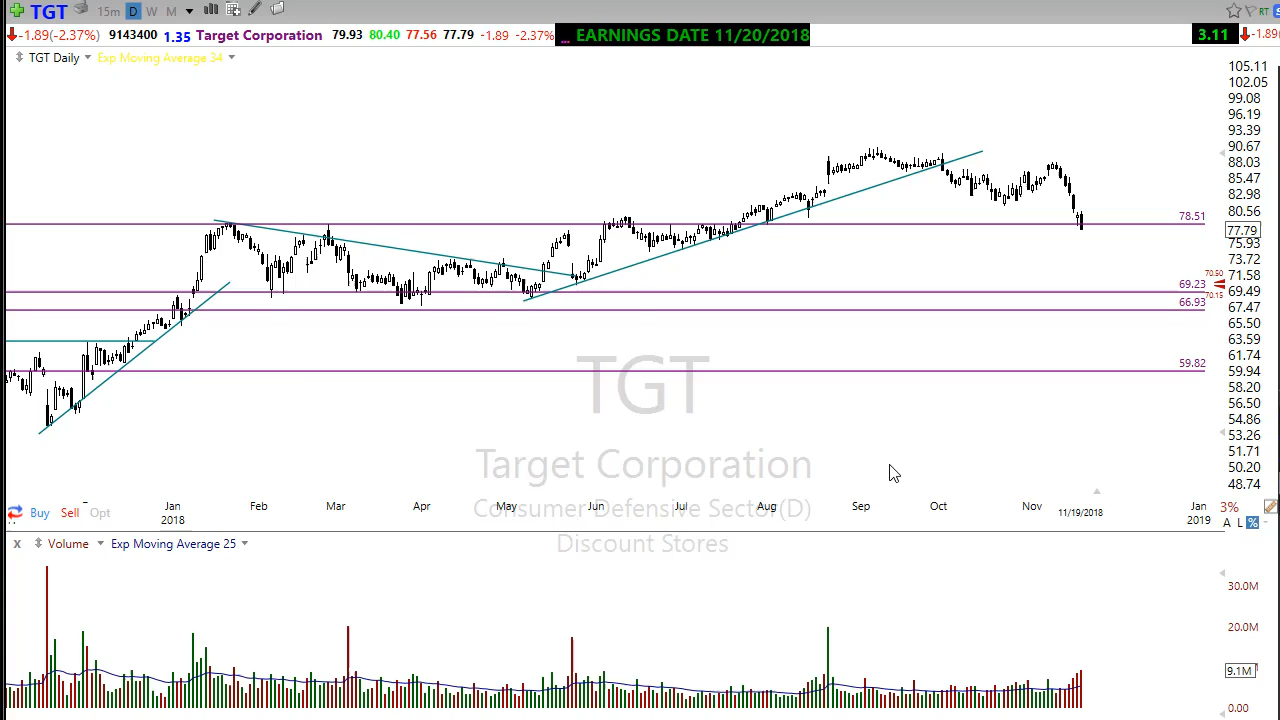 TGT 15m D W M RT
-1.89(-2.37%) 9143400 1.35 Target Corporation 79.93 80.40 77.56 77.79 -1.89 -2.37% ... EARNINGS DATE 11/20/2018 3.11 -1.89
TGT Daily Exp Moving Average 34
105.11
102.05
99.08
96.19
93.39
90.67
88.03
85.47
82.98
80.56
78.51
77.79
75.93
73.72
70.50
71.58
69.23
69.49
70.15
66.93
67.47
65.50
63.59
61.74
59.82
59.94
58.20
56.50
54.86
53.26
51.71
50.20
48.74
TGT
Target Corporation
Consumer Defensive Sector(D)
Discount Stores
Buy Sell Opt
Jan Feb Mar Apr May Jun Jul Aug Sep Oct Nov Jan 3%
2018 11/19/2018 2019 A L %
X Volume Exp Moving Average 25
30.0M
20.0M
9.1M
0.00